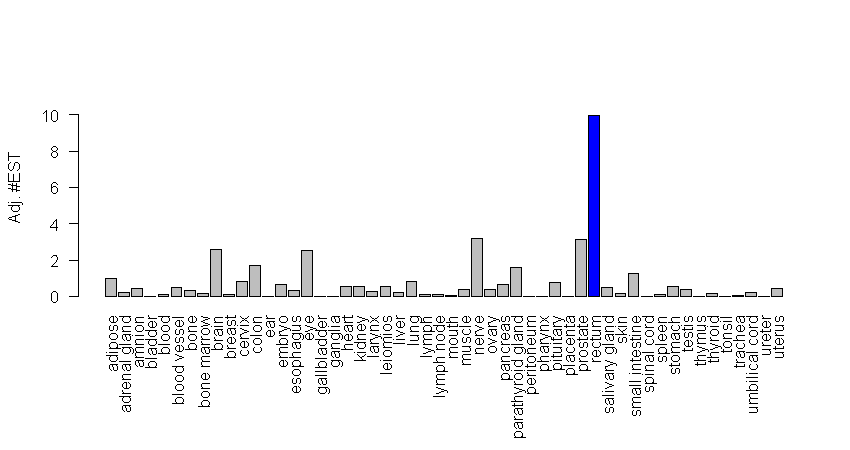 Adj. #EST
10
8
6
4
2
0
adipose
adrenal gland
amnion
bladder
blood
blood vessel
bone
bone marrow
brain
breast
cervix
colon
ear
embryo
esophagus
eye
gallbladder
ganglia
heart
kidney
larynx
leiomios
liver
lung
lymph
lymph node
mouth
muscle
nerve
ovary
pancreas
parathyroid gland
peritoneum
pharynx
pituitary
placenta
prostate
rectum
salivary gland
skin
small intestine
spinal cord
spleen
stomach
testis
thymus
thyroid
tonsil
trachea
umbilical cord
ureter
uterus